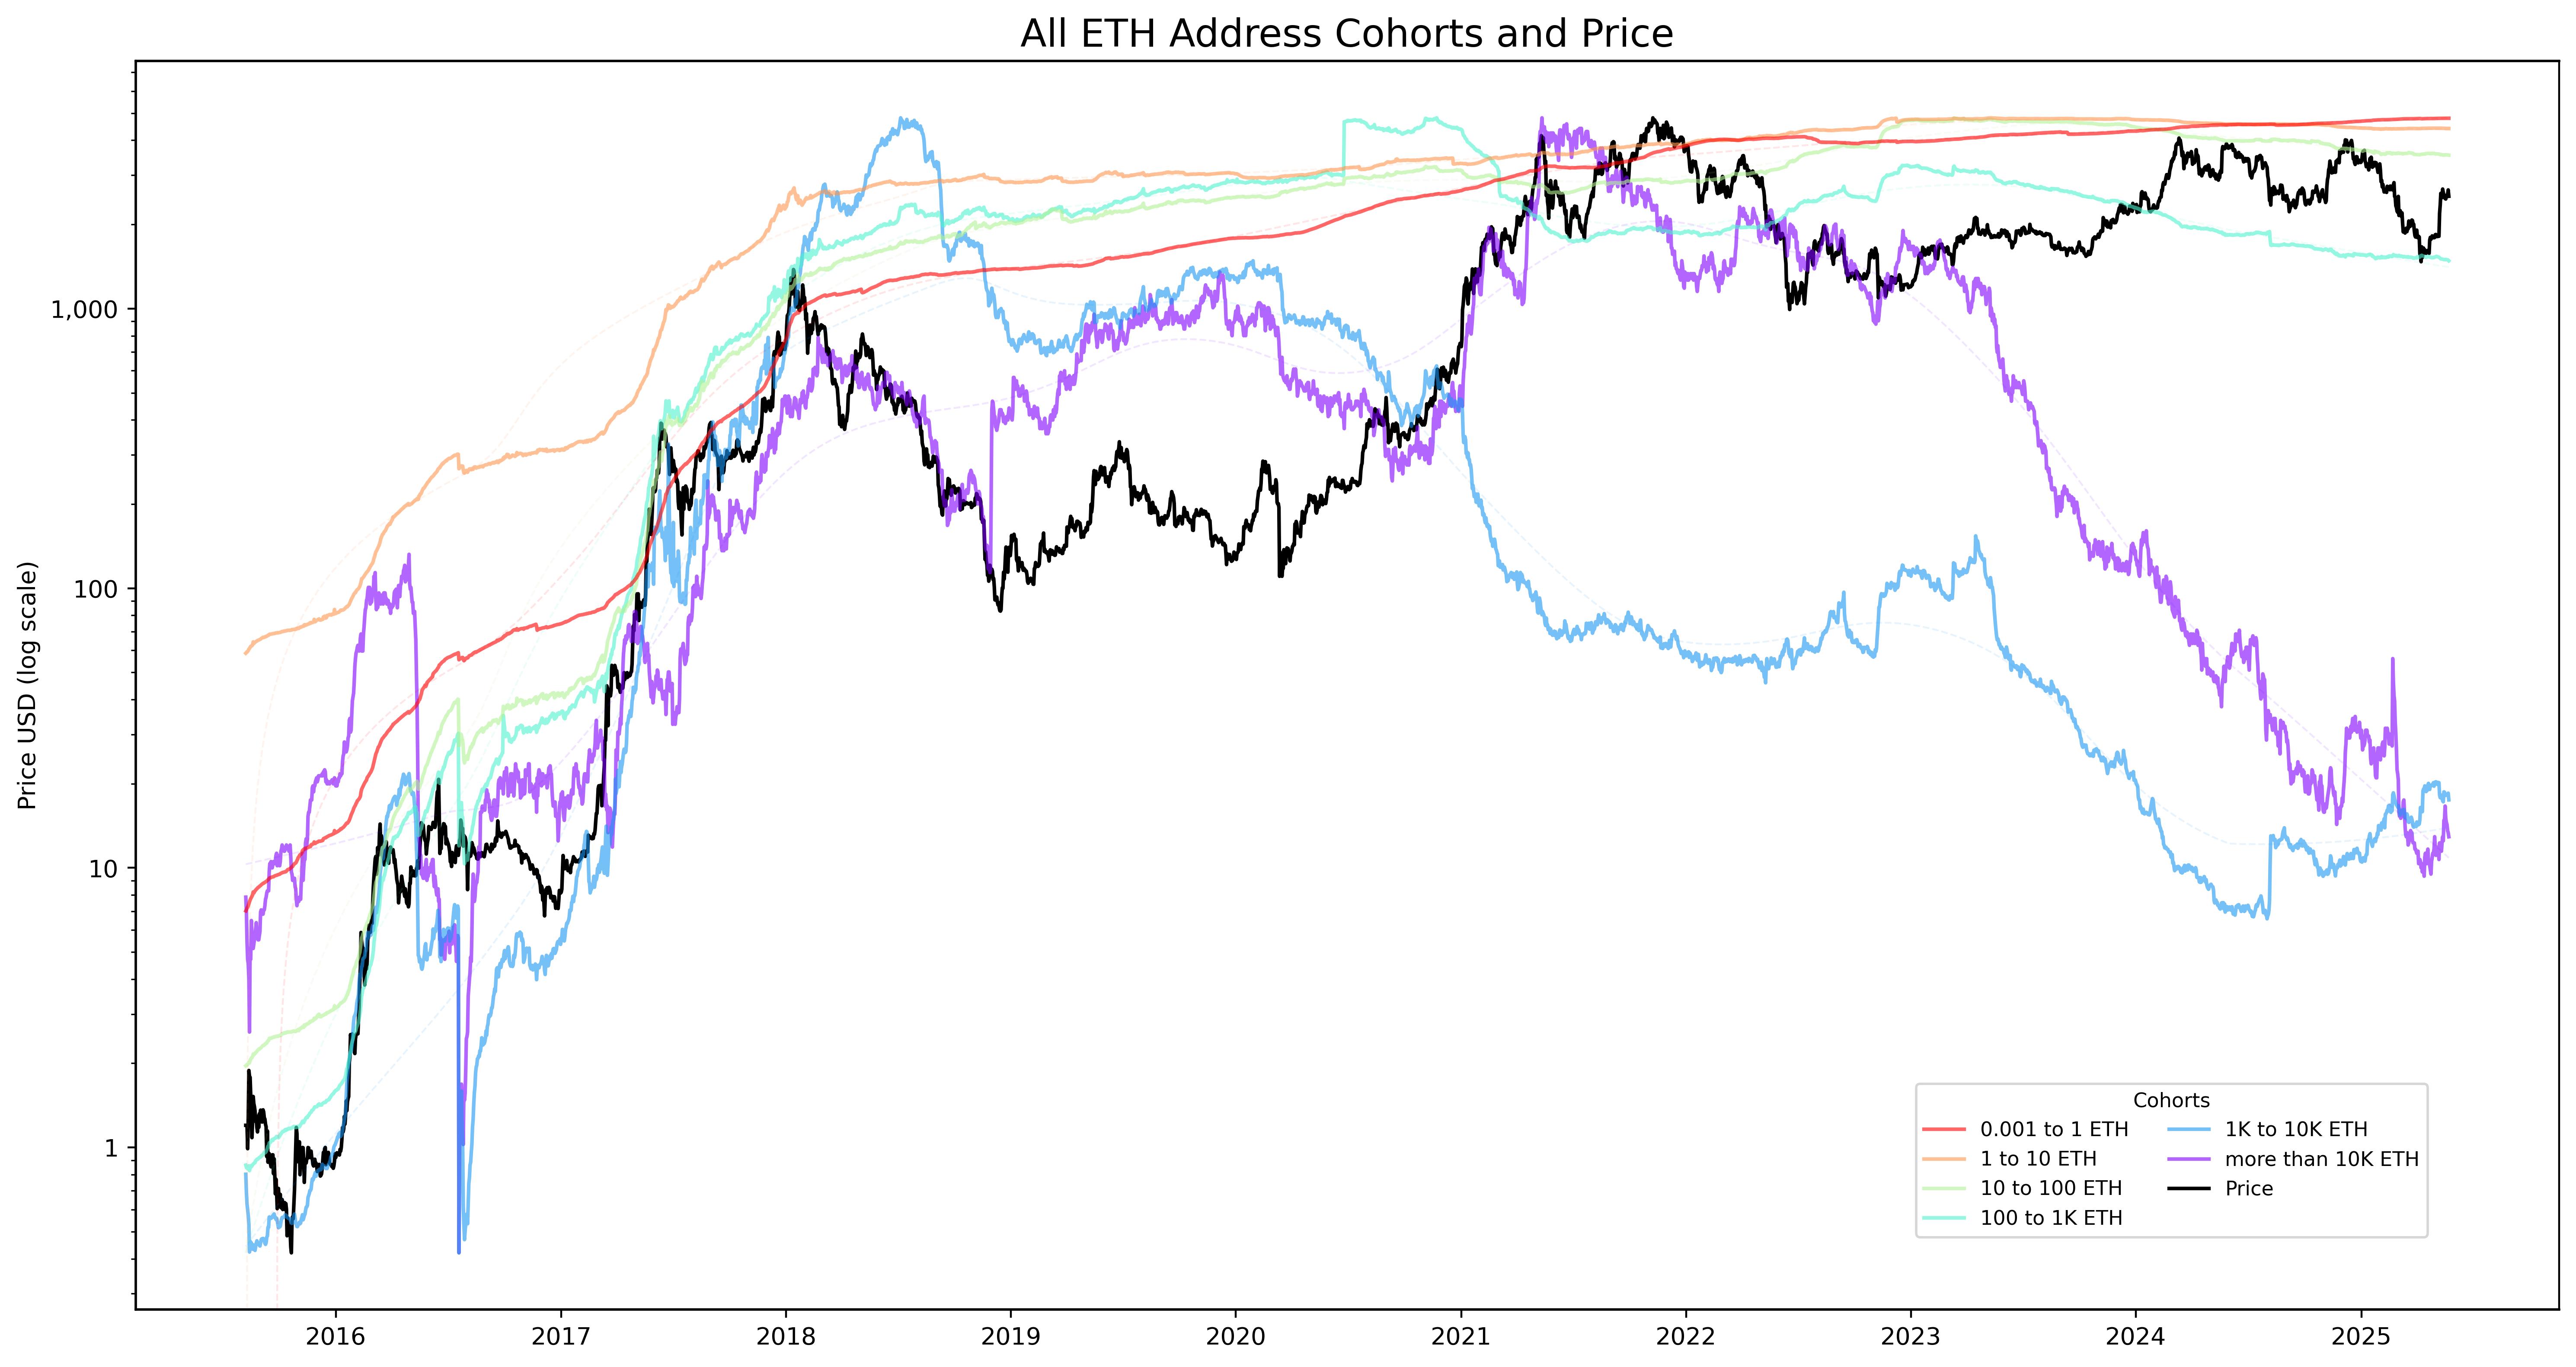 All ETH Address Cohorts and Price
Price USD (log scale)
1,000
100
10
1
2016
2017
2018
2019
2020
2021
2022
2023
2024
2025
Cohorts
0.001 to 1 ETH
1 to 10 ETH
10 to 100 ETH
100 to 1K ETH
1K to 10K ETH
more than 10K ETH
Price